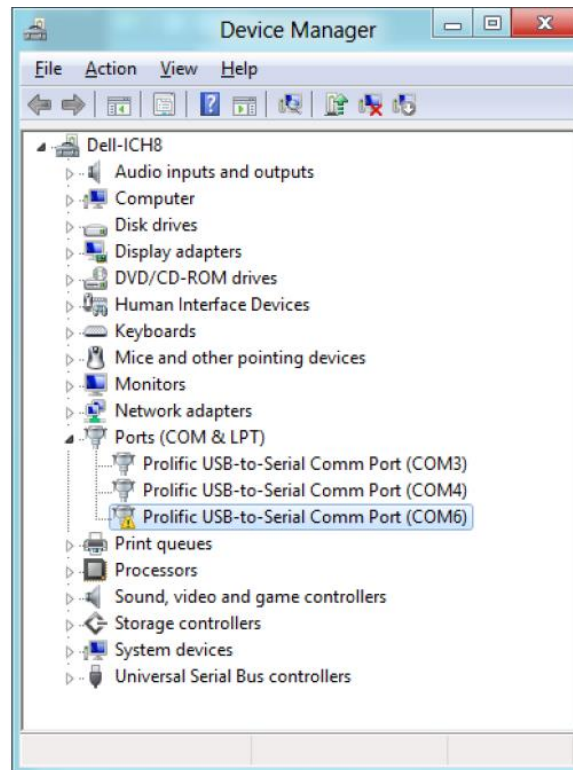 Device Manager
File Action View Help
Dell-ICH8
Audio inputs and outputs
Computer
Disk drives
Display adapters
DVD/CD-ROM drives
Human Interface Devices
Keyboards
Mice and other pointing devices
Monitors
Network adapters
Ports (COM & LPT)
Prolific USB-to-Serial Comm Port (COM3)
Prolific USB-to-Serial Comm Port (COM4)
Prolific USB-to-Serial Comm Port (COM6)
Print queues
Processors
Sound, video and game controllers
Storage controllers
System devices
Universal Serial Bus controllers